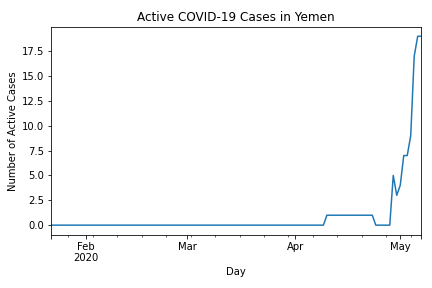 Active COVID-19 Cases in Yemen
Number of Active Cases
17.5
15.0
12.5
10.0
7.5
5.0
2.5
0.0
Feb
2020
Mar
Apr
May
Day